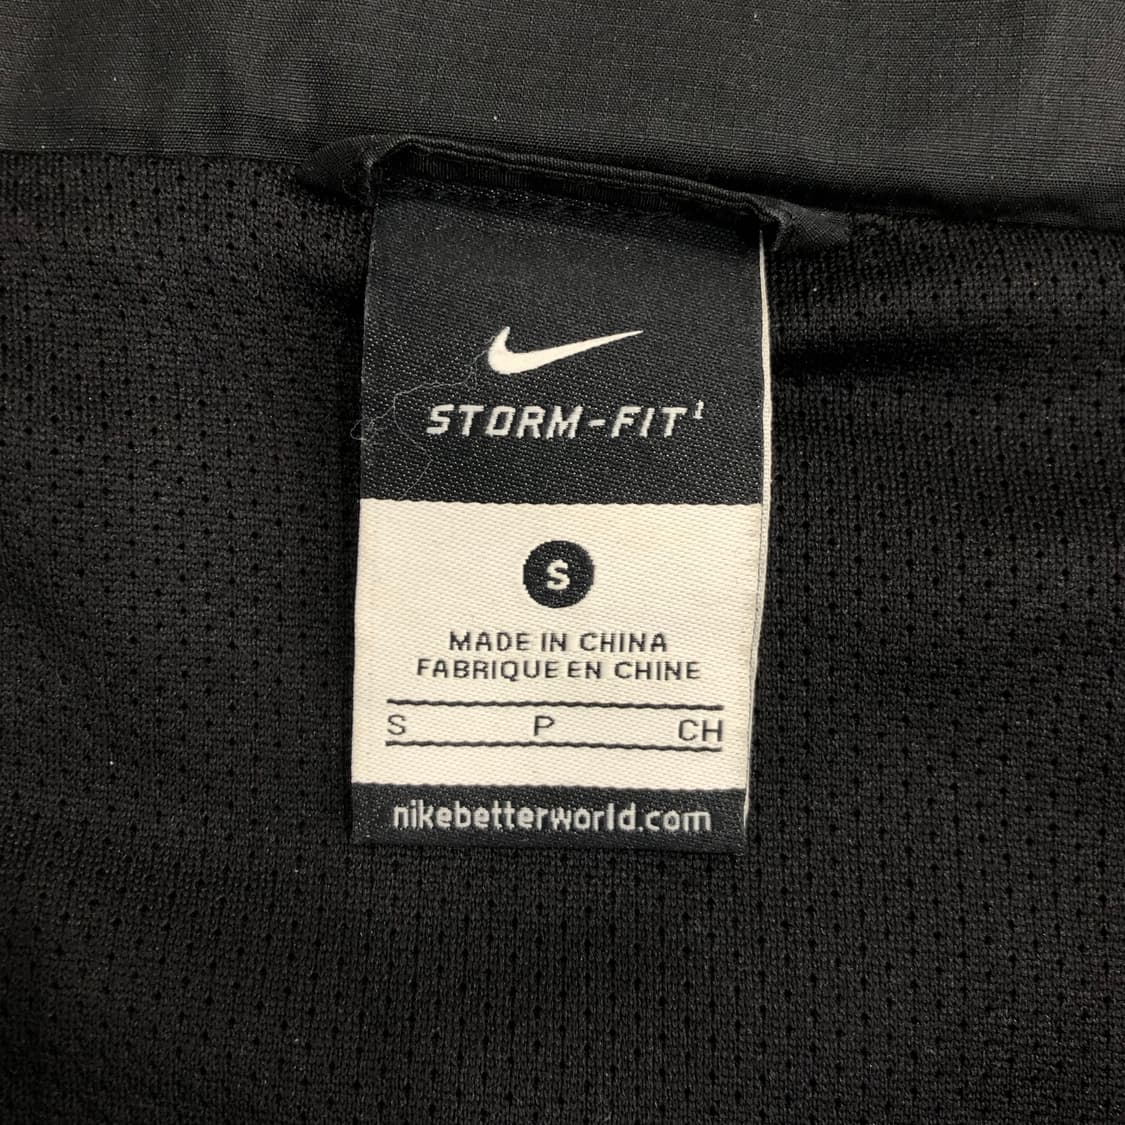 STORM-FIT¹
S
MADE IN CHINA
FABRIQUE EN CHINE
S P CH
nikebetterworld.com